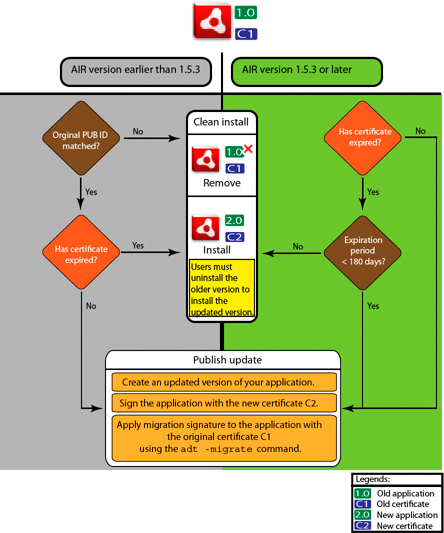 1.0
C1
AIR version earlier than 1.5.3
AIR version 1.5.3 or later
Orginal PUB ID
matched?
No
Yes
Has certificate
expired?
Yes
No
Clean install
1.0
C1
Remove
2.0
C2
Install
Users must
uninstall the
older version to
install the
updated version.
Has certificate
expired?
No
Yes
Expiration
period
< 180 days?
No
Yes
Publish update
Create an updated version of your application.
Sign the application with the new certificate C2.
Apply migration signature to the application with
the original certificate C1
using the adt -migrate command.
Legends:
1.0 Old application
C1 Old certificate
2.0 New application
C2 New certificate